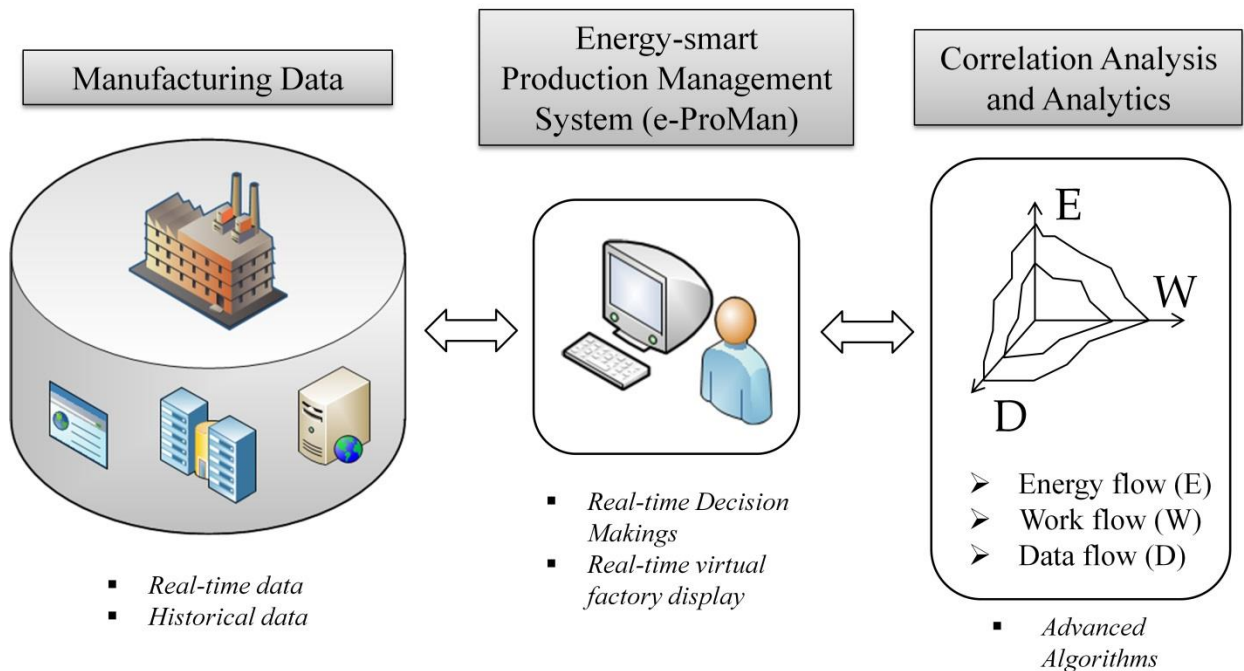 Manufacturing Data
Energy-smart
Production Management
System (e-ProMan)
Correlation Analysis
and Analytics
E
W
D
➢ Energy flow (E)
➢ Work flow (W)
➢ Data flow (D)
▪ Real-time data
▪ Historical data
▪ Real-time Decision
Makings
▪ Real-time virtual
factory display
▪ Advanced
Algorithms